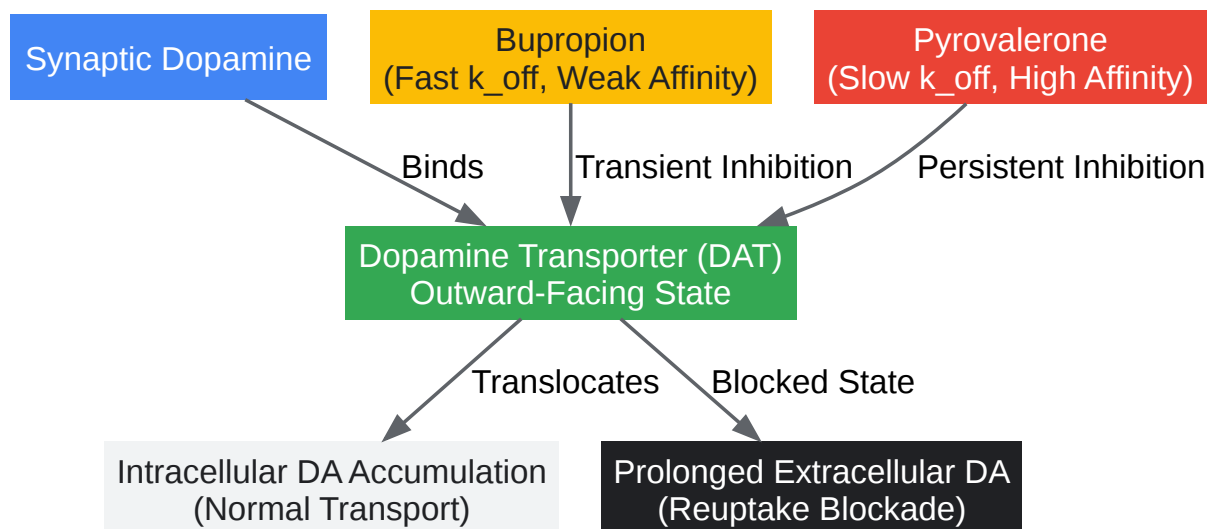 Synaptic Dopamine
Bupropion
(Fast k_off, Weak Affinity)
Pyrovalerone
(Slow k_off, High Affinity)
Binds
Transient Inhibition
Persistent Inhibition
Dopamine Transporter (DAT)
Outward-Facing State
Translocates
Blocked State
Intracellular DA Accumulation
(Normal Transport)
Prolonged Extracellular DA
(Reuptake Blockade)